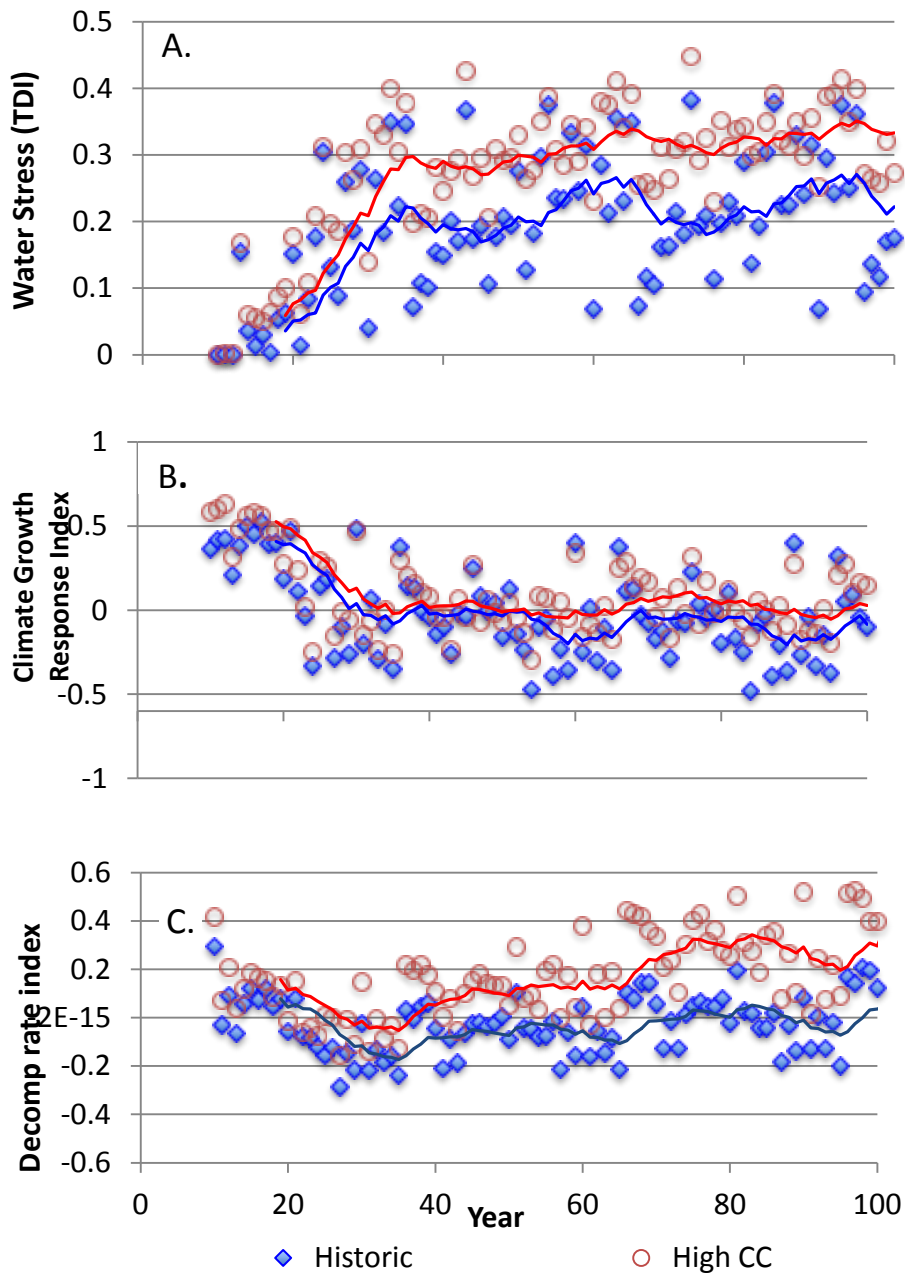 A.
Water Stress (TDI)
0.5
0.4
0.3
0.2
0.1
0
B.
Climate Growth
Response Index
1
0.5
0
-0.5
-1
C.
Decomp rate index
0.6
0.4
0.2
2E-15
-0.2
-0.4
-0.6
0 20 40 60 80 100
Year
Historic High CC